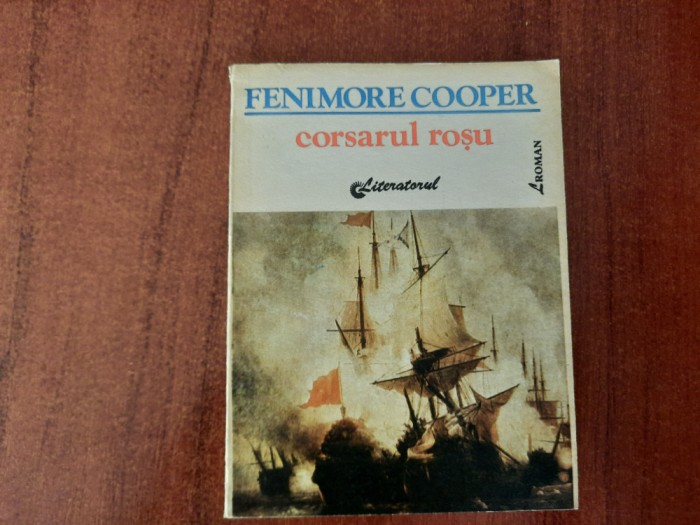 FENIMORE COOPER
corsarul roșu
Literatorul
ROMAN